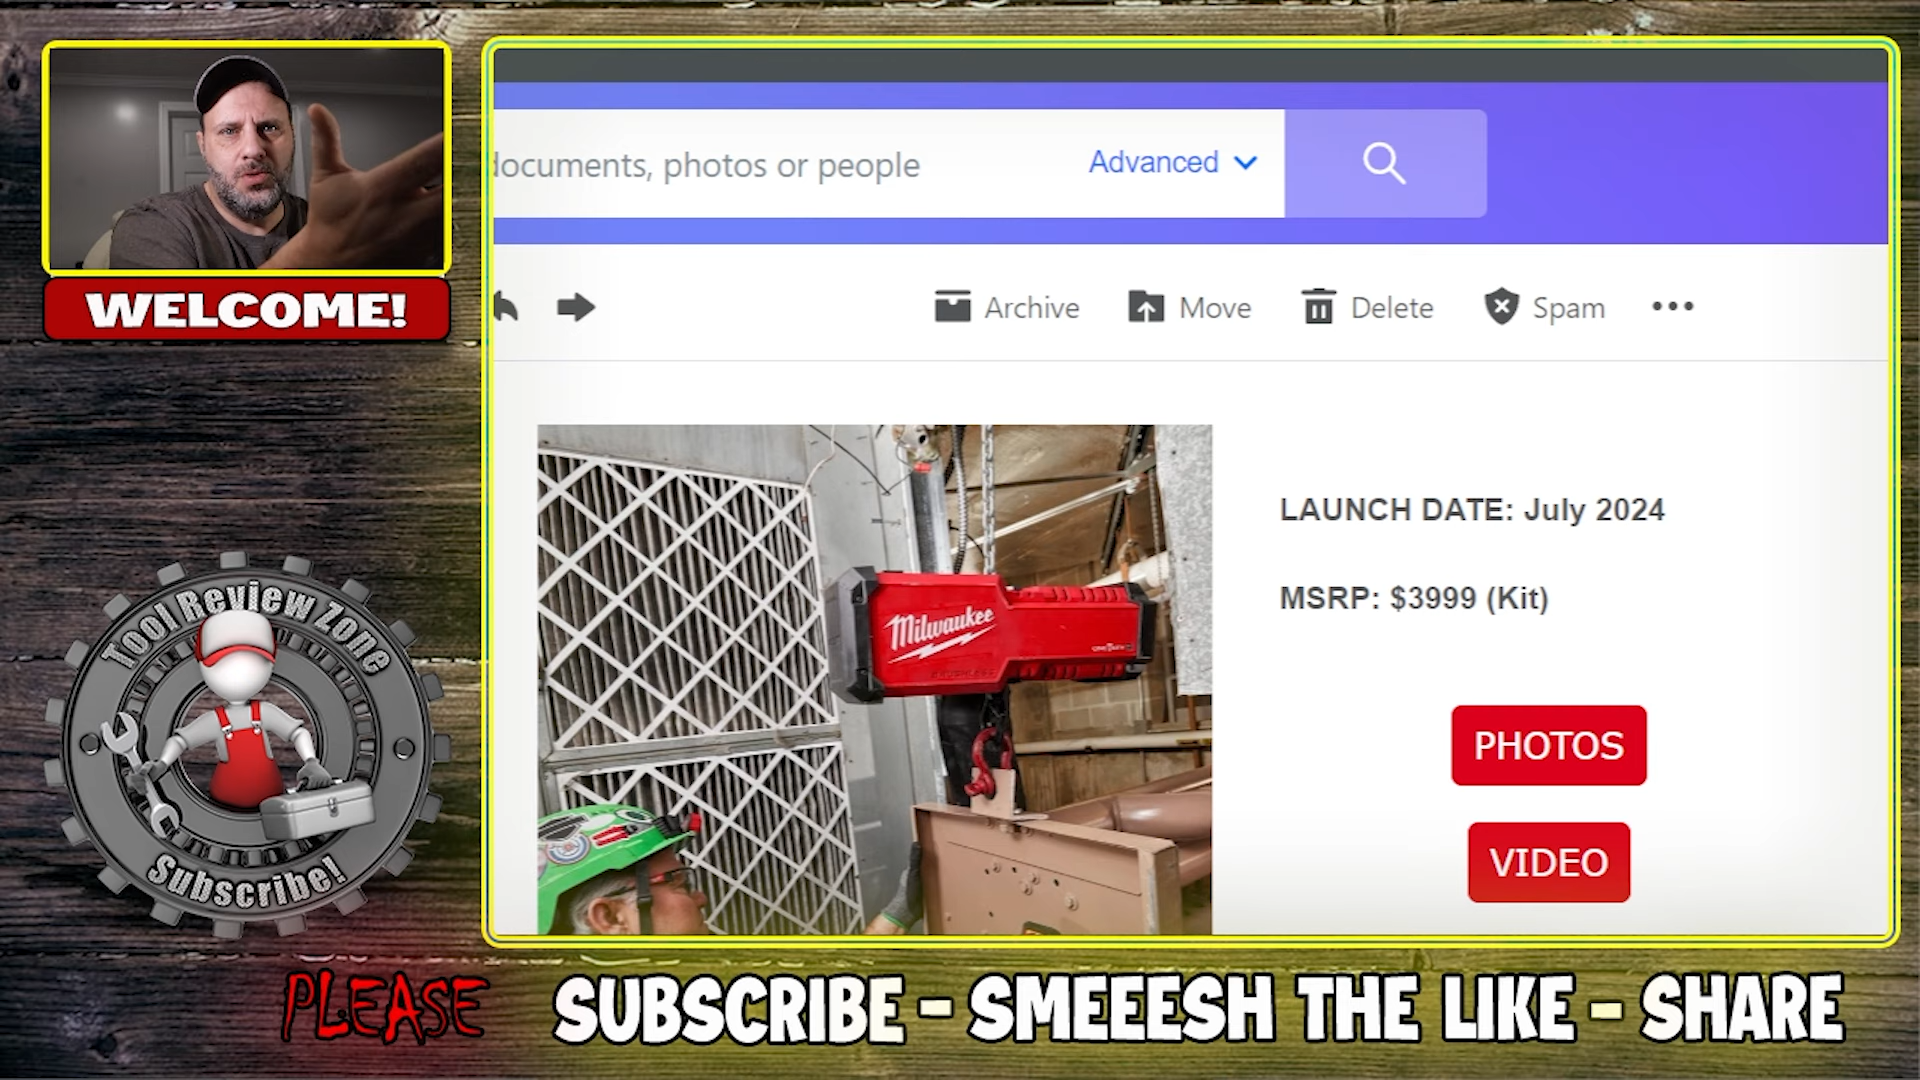 WELCOME!
documents, photos or people
Advanced
Archive
Move
Delete
Spam
LAUNCH DATE: July 2024
MSRP: $3999 (Kit)
Milwaukee
PHOTOS
VIDEO
Tool Review Zone
Subscribe!
PLEASE
SUBSCRIBE - SMEEESH THE LIKE - SHARE